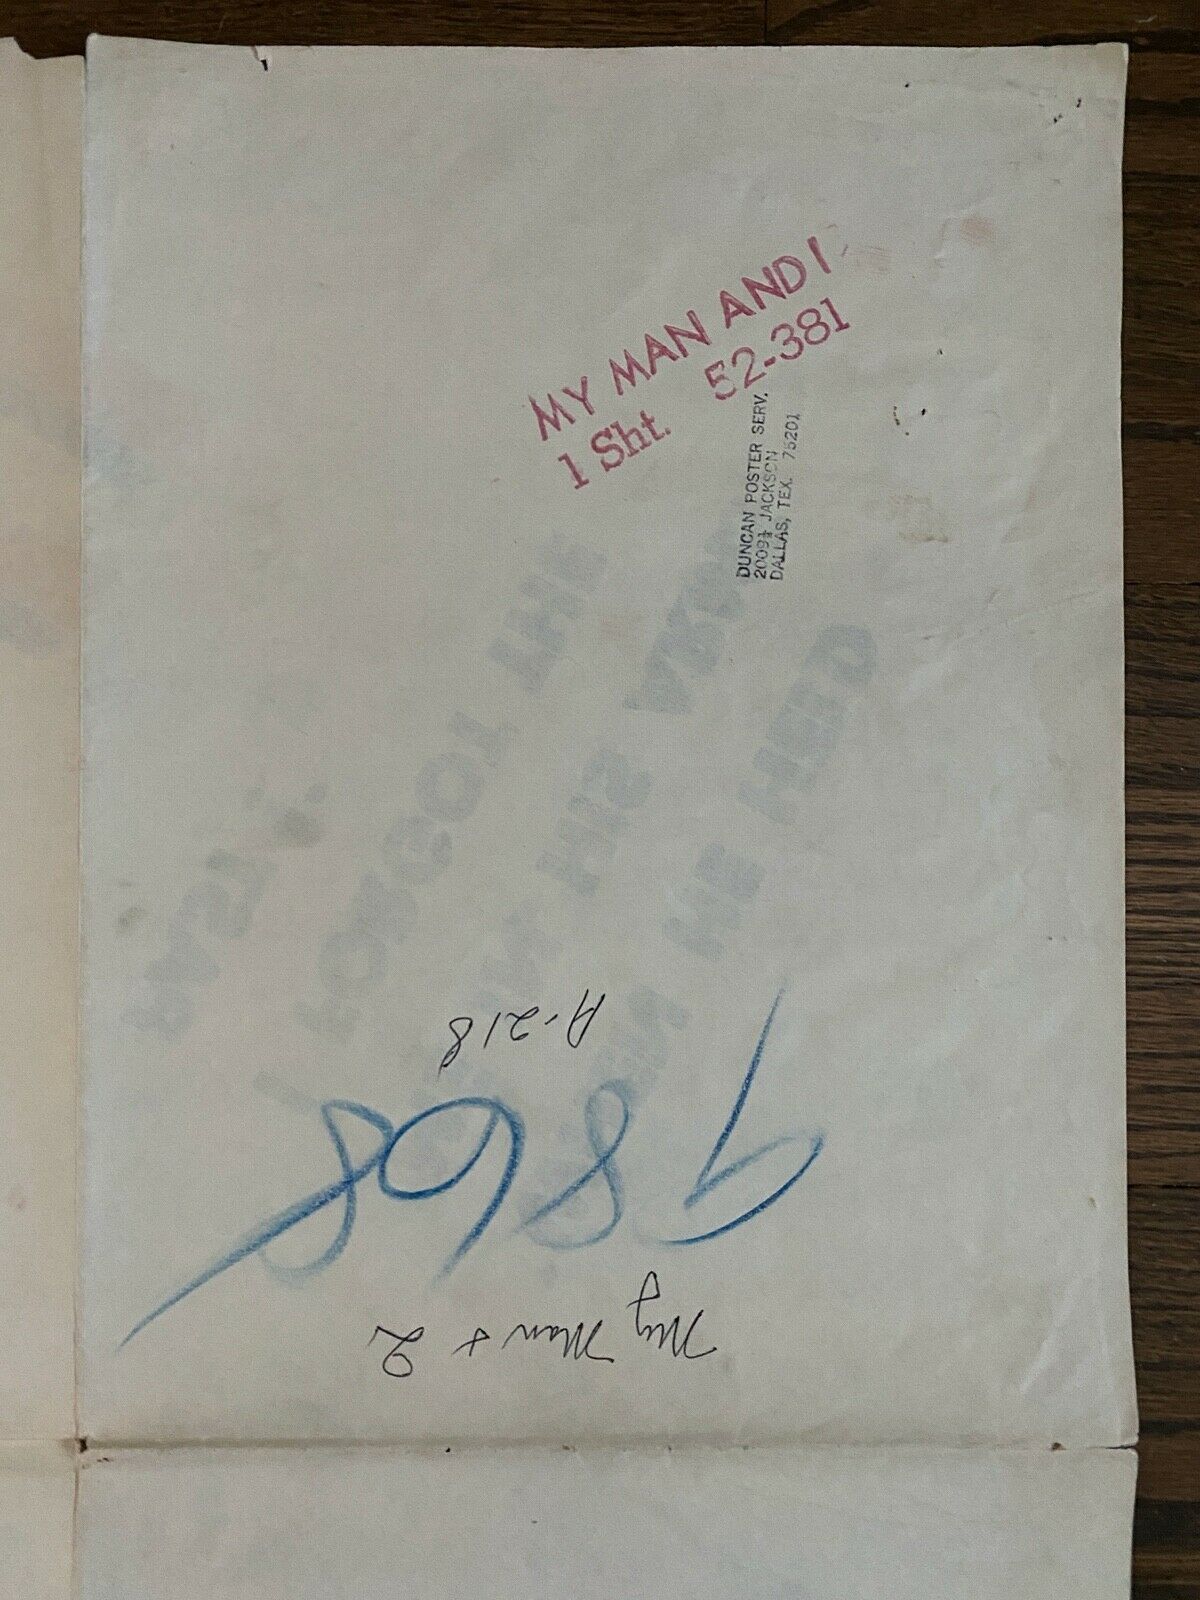 MY MAN AND I
1 Sht. 52-381
DUNCAN POSTER SERV.
2009½ JACKSON
DALLAS, TEX. 75201
My Man +
9868
A-218